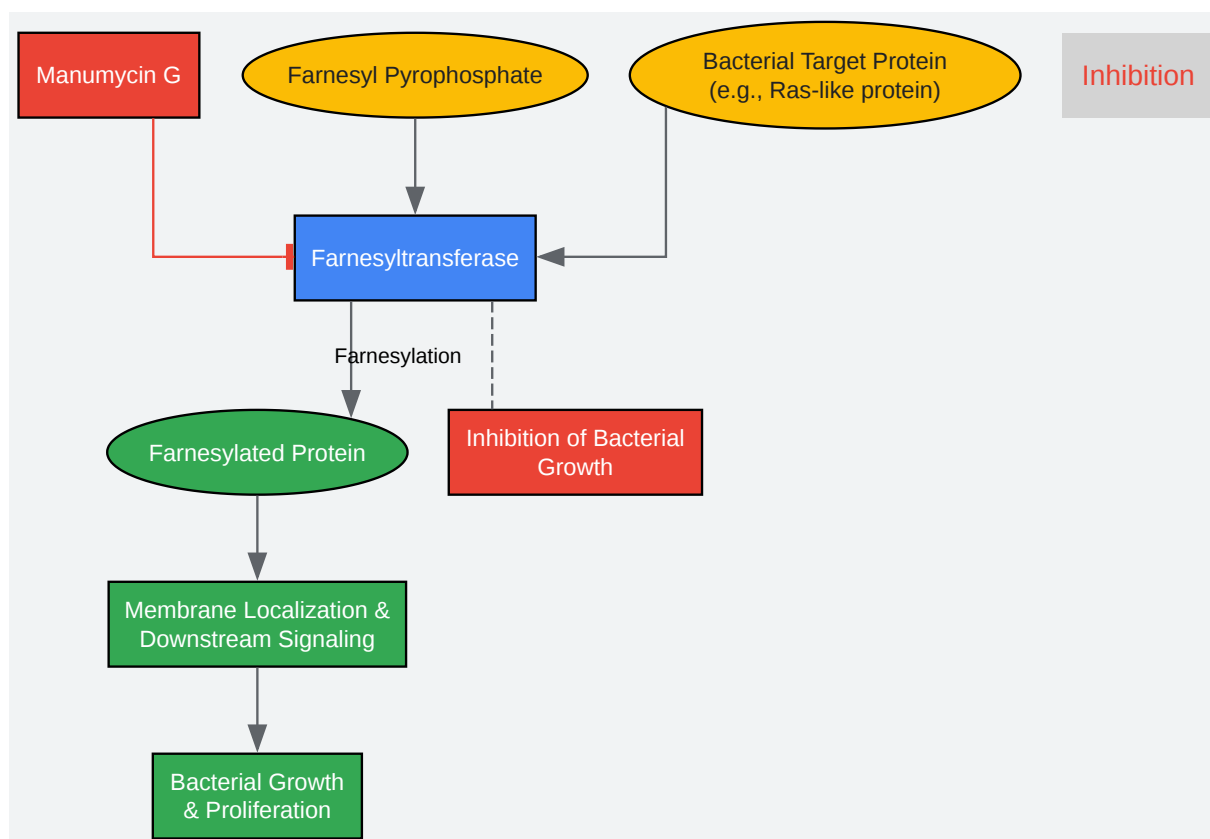 Manumycin G
Farnesyl Pyrophosphate
Bacterial Target Protein
(e.g., Ras-like protein)
Inhibition
Farnesyltransferase
Farnesylation
Farnesylated Protein
Inhibition of Bacterial
Growth
Membrane Localization &
Downstream Signaling
Bacterial Growth
& Proliferation